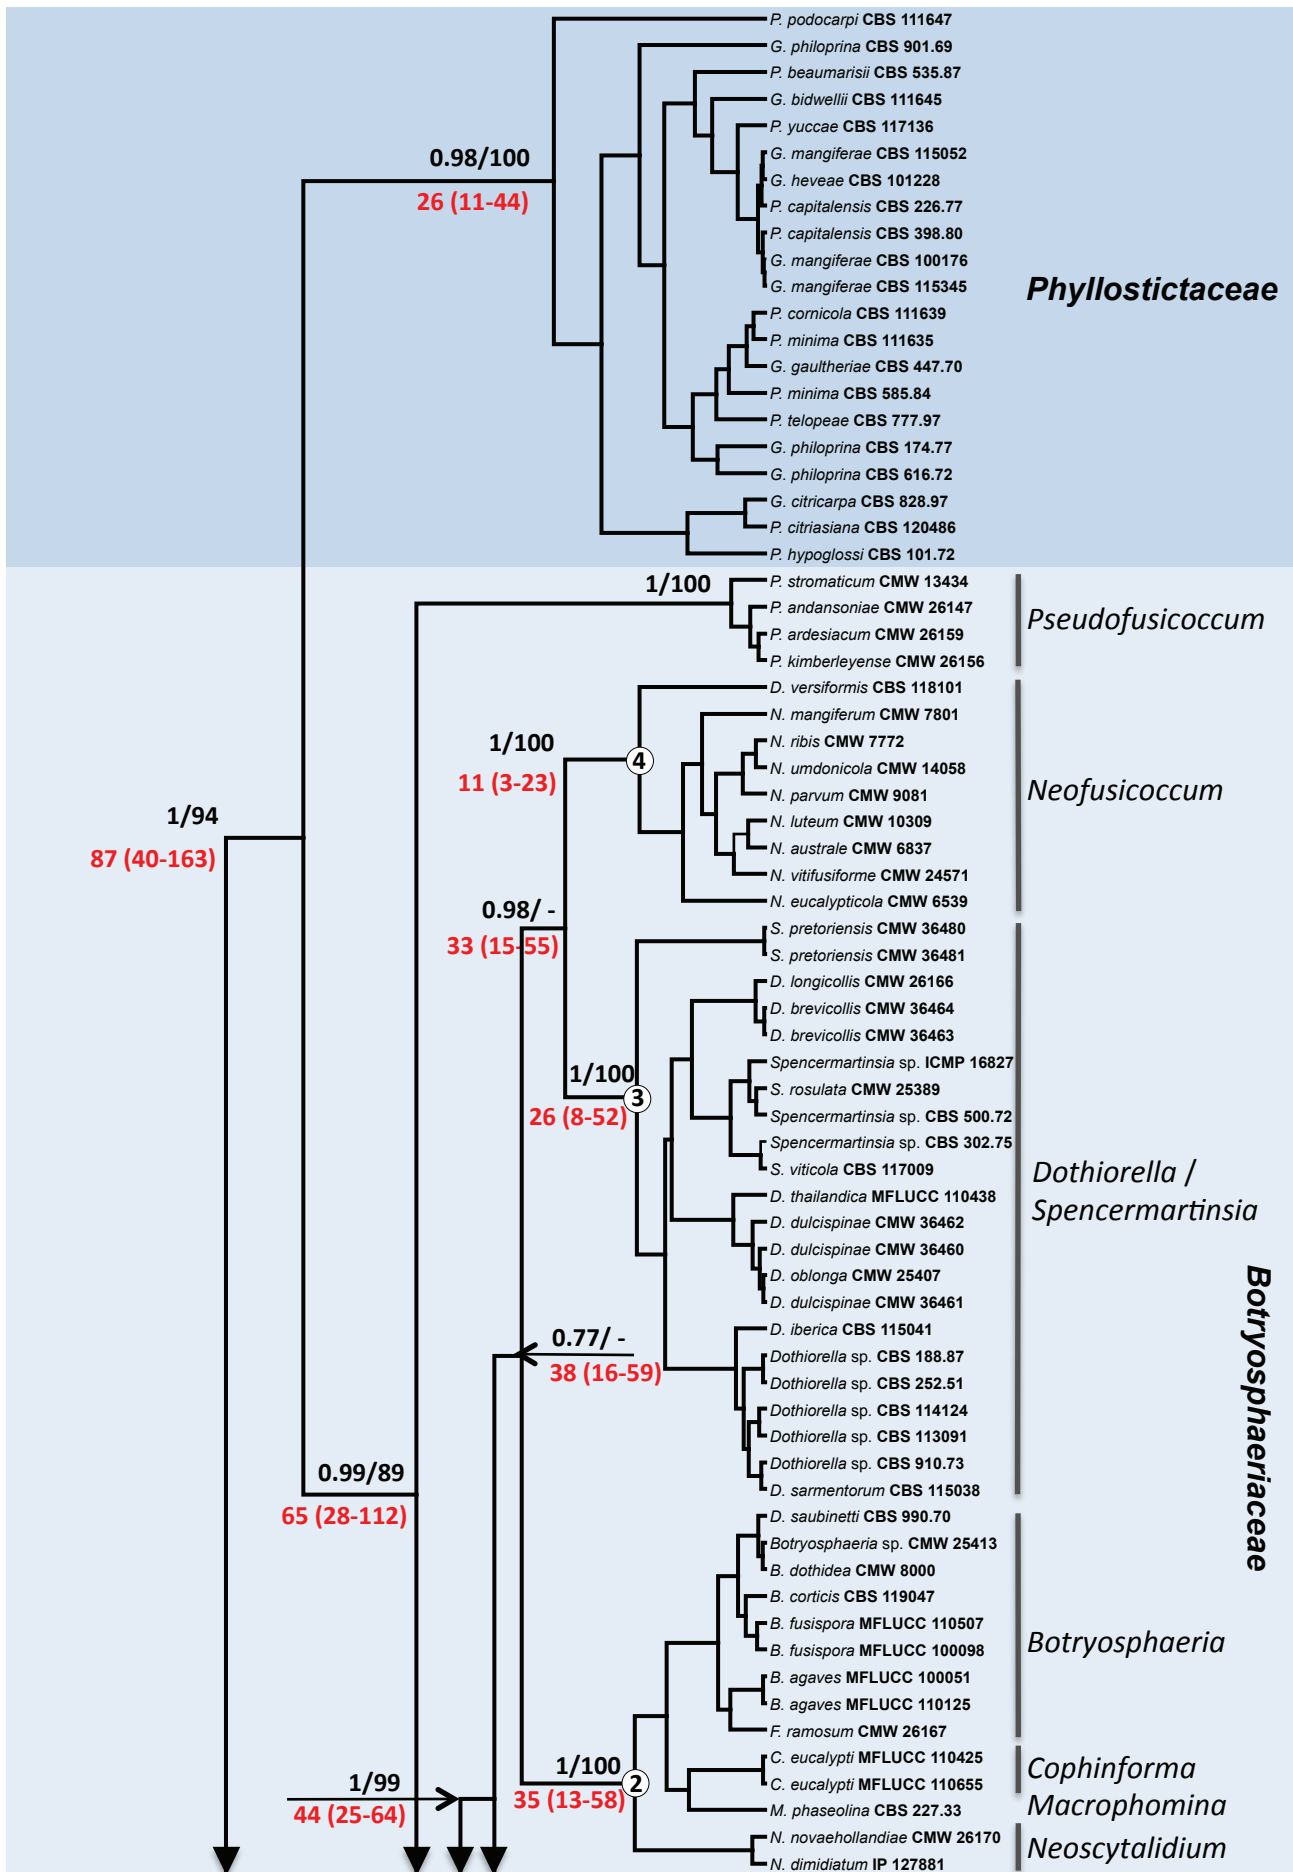 P. podocarpi CBS 111647
G. philoprina CBS 901.69
P. beaumarisii CBS 535.87
G. bidwellii CBS 111645
P. yuccae CBS 117136
G. mangiferae CBS 115052
0.98/100
G. heveae CBS 101228
26 (11-44)
P. capitalensis CBS 226.77
P. capitalensis CBS 398.80
G. mangiferae CBS 100176
G. mangiferae CBS 115345
Phyllostictaceae
P. cornicola CBS 111639
P. minima CBS 111635
G. gaultheriae CBS 447.70
P. minima CBS 585.84
P. telopeae CBS 777.97
G. philoprina CBS 174.77
G. philoprina CBS 616.72
G. citricarpa CBS 828.97
P. citriasiana CBS 120486
P. hypoglossi CBS 101.72
1/100
P. stromaticum CMW 13434
P. andansoniae CMW 26147
Pseudofusicoccum
P. ardesiacum CMW 26159
P. kimberleyense CMW 26156
D. versiformis CBS 118101
N. mangiferum CMW 7801
1/100
N. ribis CMW 7772
4
N. umdonicola CMW 14058
11 (3-23)
Neofusicoccum
N. parvum CMW 9081
1/94
N. luteum CMW 10309
87 (40-163)
N. australe CMW 6837
N. vitifusiforme CMW 24571
N. eucalypticola CMW 6539
0.98/ -
S. pretoriensis CMW 36480
33 (15-55)
S. pretoriensis CMW 36481
D. longicollis CMW 26166
D. brevicollis CMW 36464
D. brevicollis CMW 36463
Spencermartinsia sp. ICMP 16827
1/100
S. rosulata CMW 25389
3
26 (8-52)
Spencermartinsia sp. CBS 500.72
Spencermartinsia sp. CBS 302.75
S. viticola CBS 117009
Dothiorella /
Spencermartinsia
D. thailandica MFLUCC 110438
D. dulcispinae CMW 36462
D. dulcispinae CMW 36460
D. oblonga CMW 25407
D. dulcispinae CMW 36461
Botryosphaeriaceae
D. iberica CBS 115041
0.77/ -
Dothiorella sp. CBS 188.87
38 (16-59)
Dothiorella sp. CBS 252.51
Dothiorella sp. CBS 114124
Dothiorella sp. CBS 113091
0.99/89
Dothiorella sp. CBS 910.73
D. sarmentorum CBS 115038
65 (28-112)
D. saubinetti CBS 990.70
Botryosphaeria sp. CMW 25413
B. dothidea CMW 8000
B. corticis CBS 119047
B. fusispora MFLUCC 110507
Botryosphaeria
B. fusispora MFLUCC 100098
B. agaves MFLUCC 100051
B. agaves MFLUCC 110125
F. ramosum CMW 26167
C. eucalypti MFLUCC 110425
Cophinforma
1/100
2
C. eucalypti MFLUCC 110655
1/99
35 (13-58)
44 (25-64)
M. phaseolina CBS 227.33
Macrophomina
N. novaehollandiae CMW 26170
Neoscytalidium
N. dimidiatum IP 127881